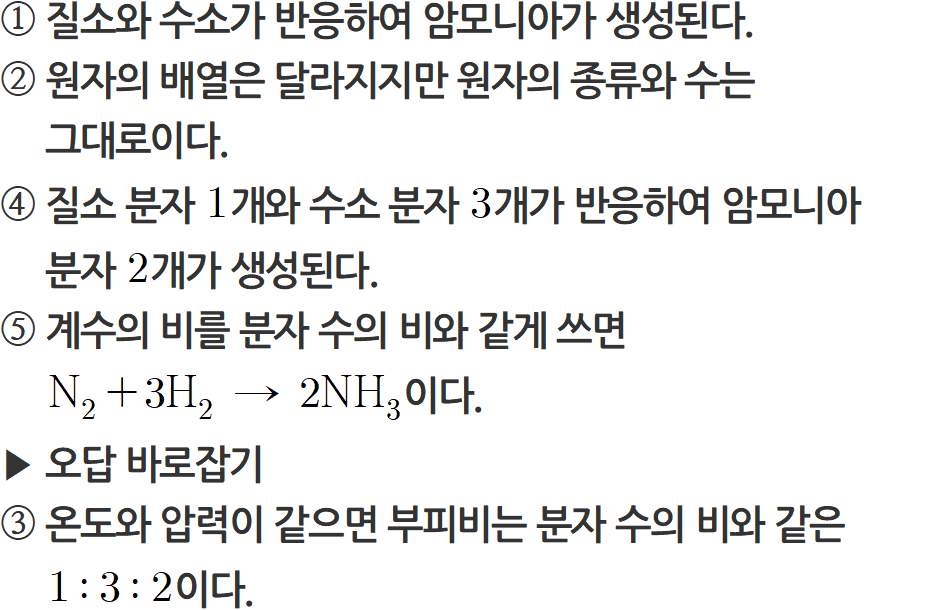 ① 질소와 수소가 반응하여 암모니아가 생성된다.
② 원자의 배열은 달라지지만 원자의 종류와 수는
그대로이다.
④ 질소 분자 1개와 수소 분자 3개가 반응하여 암모니아
분자 2개가 생성된다.
⑤ 계수의 비를 분자 수의 비와 같게 쓰면
N₂+3H₂ → 2NH₃이다.
▶ 오답 바로잡기
③ 온도와 압력이 같으면 부피비는 분자 수의 비와 같은
1 : 3 : 2이다.